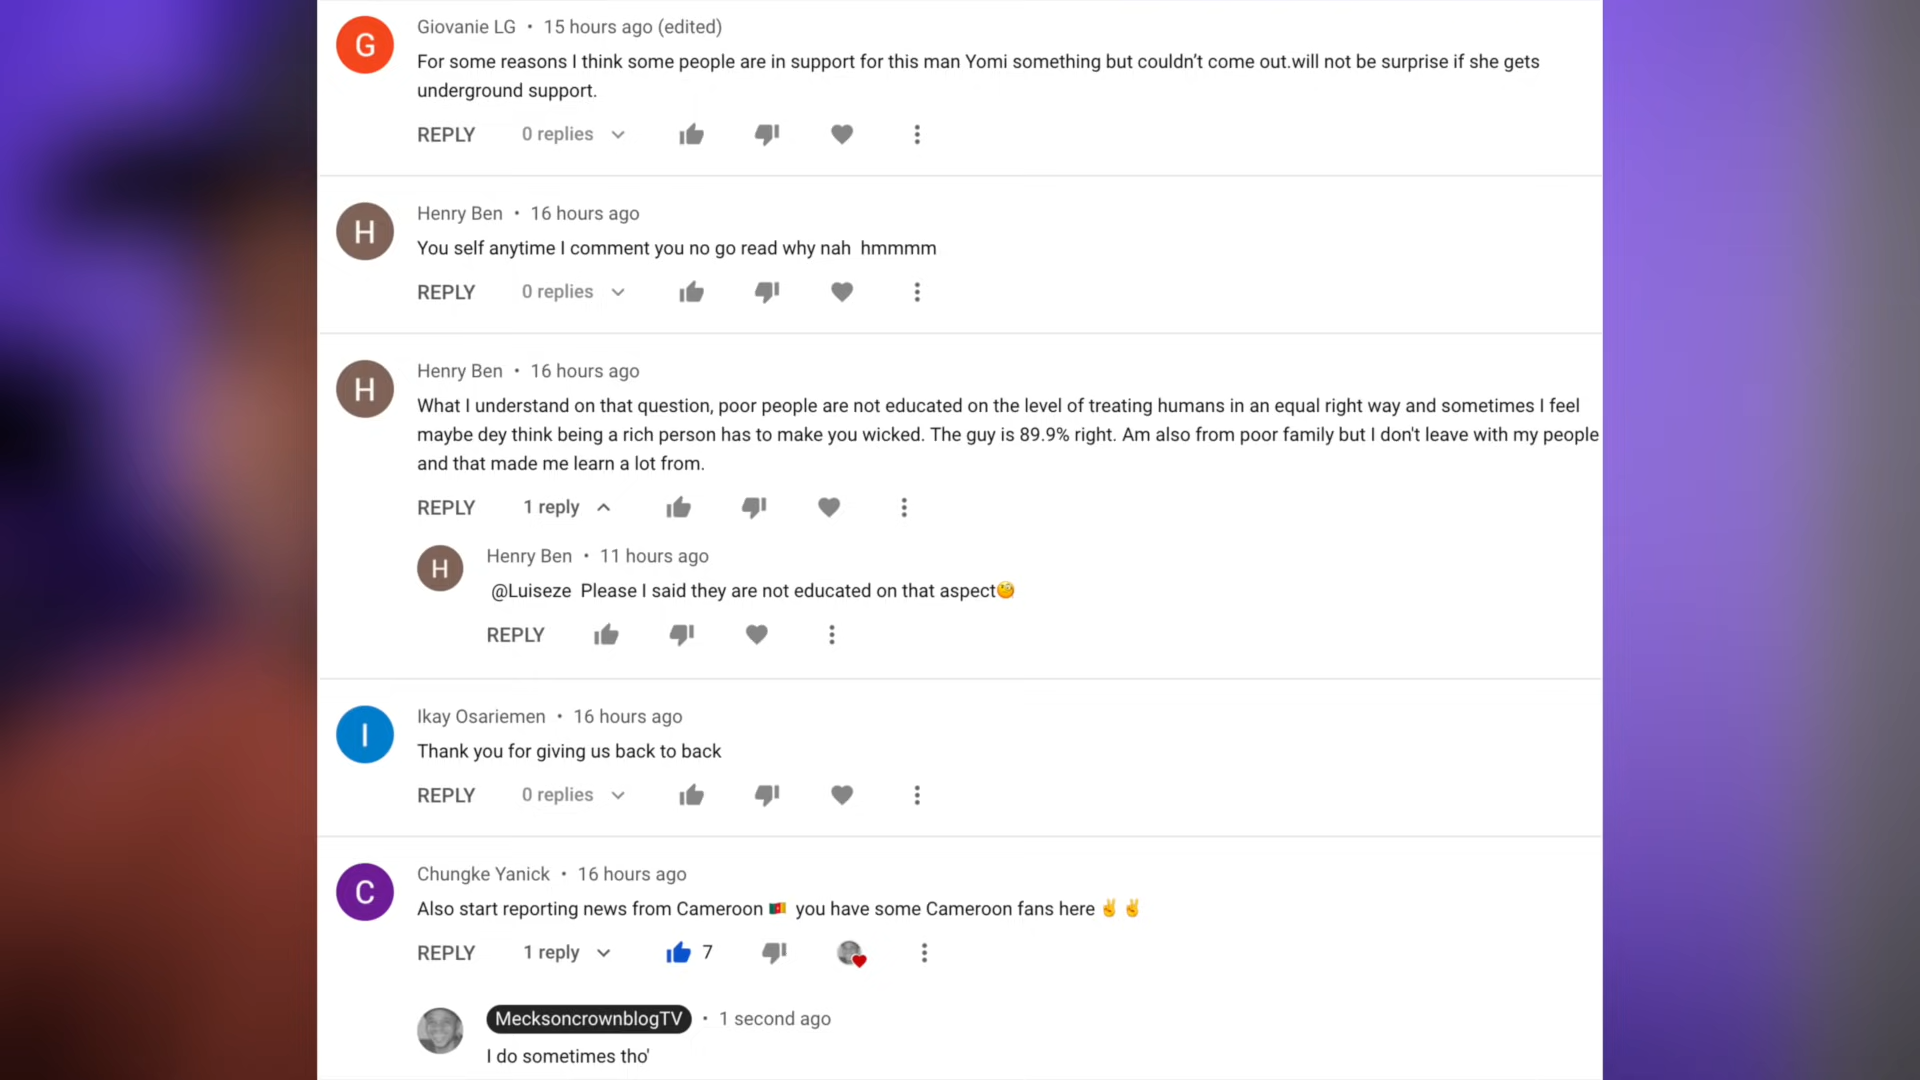 G
Giovanie LG • 15 hours ago (edited)
For some reasons I think some people are in support for this man Yomi something but couldn’t come out.will not be surprise if she gets
underground support.
REPLY 0 replies
H
Henry Ben • 16 hours ago
You self anytime I comment you no go read why nah hmmmm
REPLY 0 replies
H
Henry Ben • 16 hours ago
What I understand on that question, poor people are not educated on the level of treating humans in an equal right way and sometimes I feel
maybe dey think being a rich person has to make you wicked. The guy is 89.9% right. Am also from poor family but I don't leave with my people
and that made me learn a lot from.
REPLY 1 reply
H
Henry Ben • 11 hours ago
@Luiseze Please I said they are not educated on that aspect🧐
REPLY
I
Ikay Osariemen • 16 hours ago
Thank you for giving us back to back
REPLY 0 replies
C
Chungke Yanick • 16 hours ago
Also start reporting news from Cameroon 🇨🇲 you have some Cameroon fans here ✌️ ✌️
REPLY 1 reply 7
MecksoncrownblogTV • 1 second ago
I do sometimes tho'